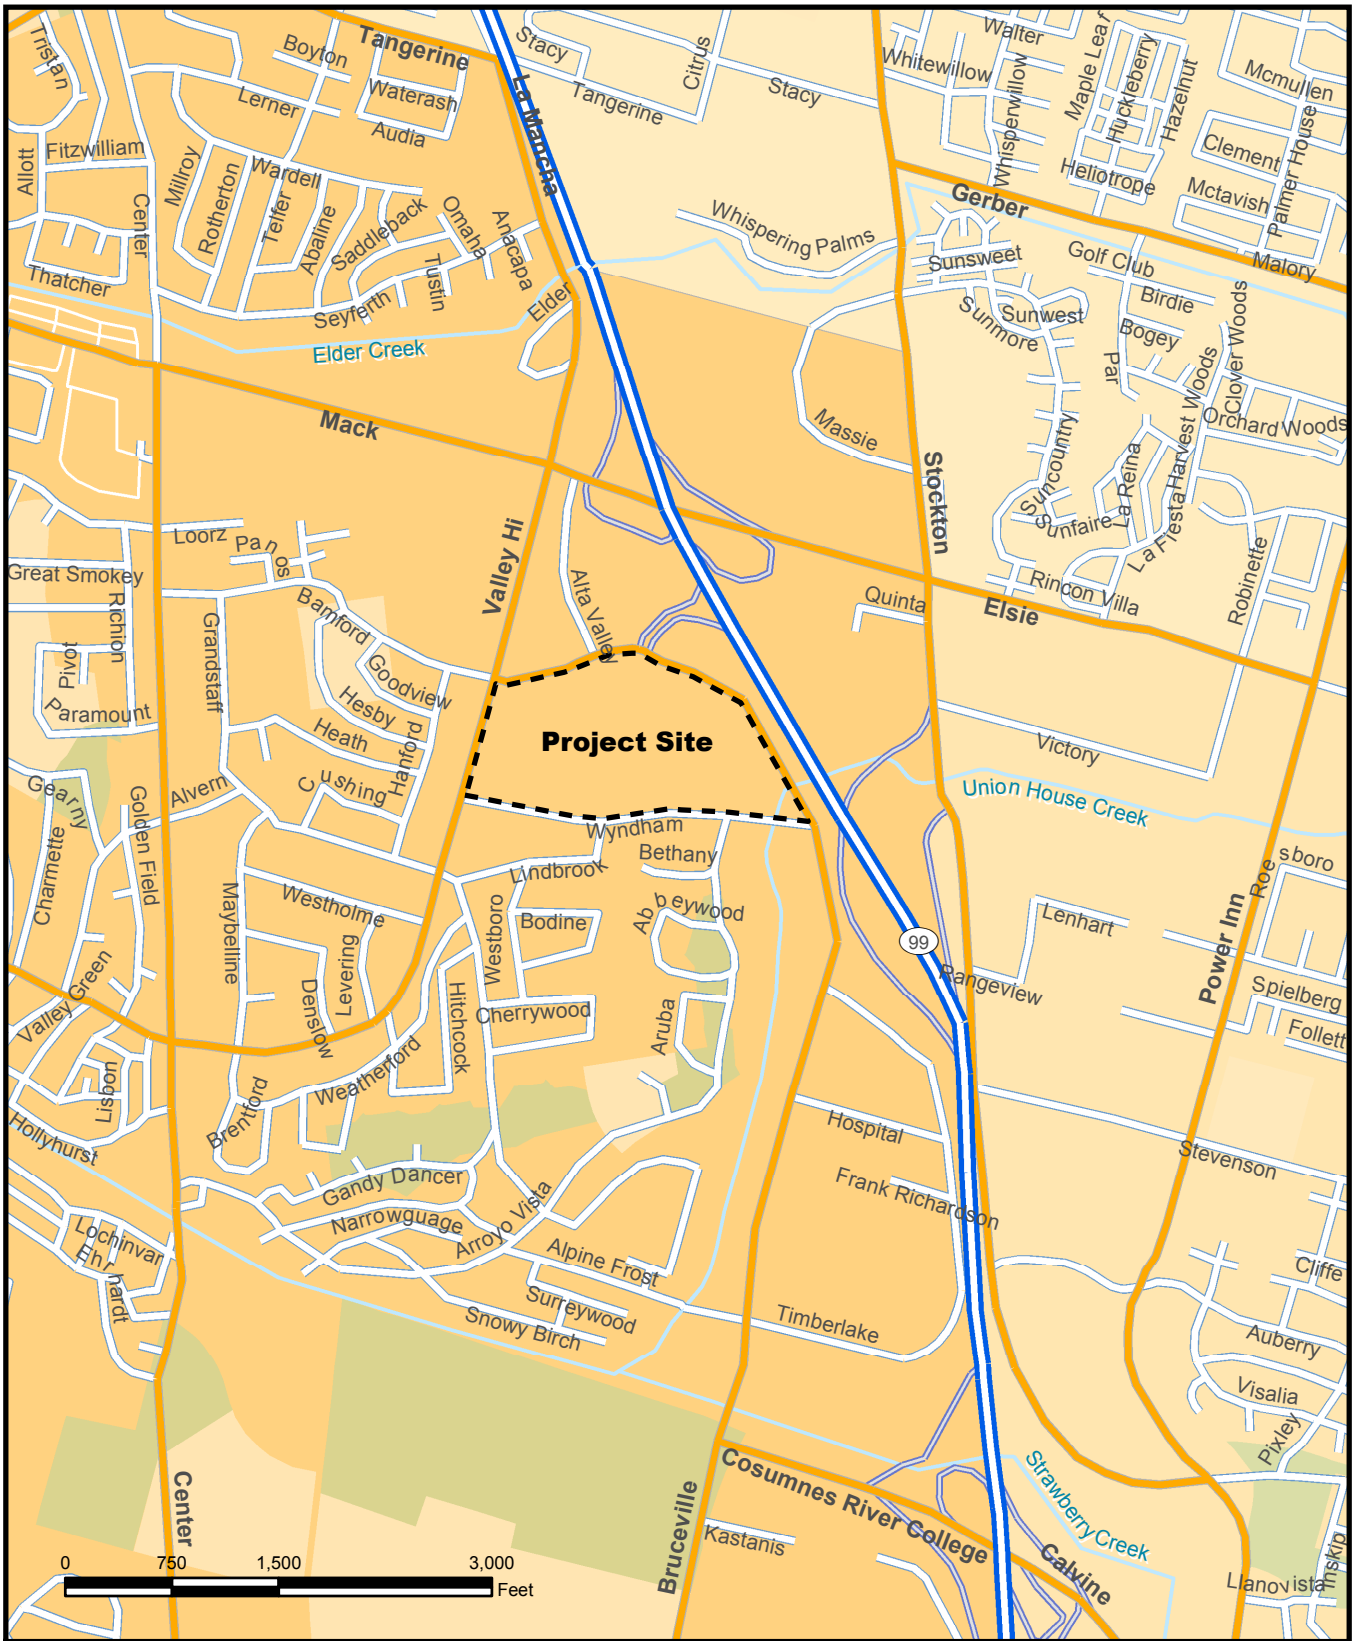 Tristan
Boyton
Tangerine
Stacy
Citrus
Walter
Maple Leaf
Whitewillow
Huckleberry
Hazelnut
Mcmullen
Waterash
Lerner
La Mancha
Tangerine
Stacy
Whisperwillow
Palmer House
Audia
Fitzwilliam
Allott
Millroy
Wardell
Clement
Heliotrope
Mctavish
Gerber
Center
Rotherton
Telfer
Abaline
Saddleback
Omaha
Anacapa
Whispering Palms
Sunsweet
Golf Club
Malory
Thatcher
Tustin
Elder
Birdie
Seyferth
Sunmore
Sunwest
Bogey
Clover Woods
Elder Creek
Par
Harvest Woods
Mack
Massie
Orchard Woods
Stockton
Suncountry
La Reina
Sunfaire
La Fiesta
Loorz
Panos
Valley Hi
Great Smokey
Richion
Alta Valley
Quinta
Rincon Villa
Elsie
Robinette
Bamford
Grandstaff
Pivot
Goodview
Hesby
Paramount
Heath
Hanford
Project Site
Victory
Cushing
Alvern
Gearny
Golden Field
Union House Creek
Wyndham
Charmette
Lindbrook
Bethany
Roesboro
Maybelline
Westholme
Westboro
Bodine
Abbeywood
Lenhart
Power Inn
99
Levering
Valley Green
Denslow
Hitchcock
Cherrywood
Aruba
Rangeview
Spielberg
Follett
Lisbon
Weatherford
Brentford
Hollyhurst
Hospital
Stevenson
Gandy Dancer
Frank Richardson
Narrowguage
Arroyo Vista
Lochinvar
Ehrhardt
Alpine Frost
Cliffe
Surreywood
Snowy Birch
Timberlake
Auberry
Visalia
Pixley
Center
Bruceville
Cosumnes River College
Strawberry Creek
Kastanis
Calvine
Inskip
Llanovista
0 750 1,500 3,000
Feet